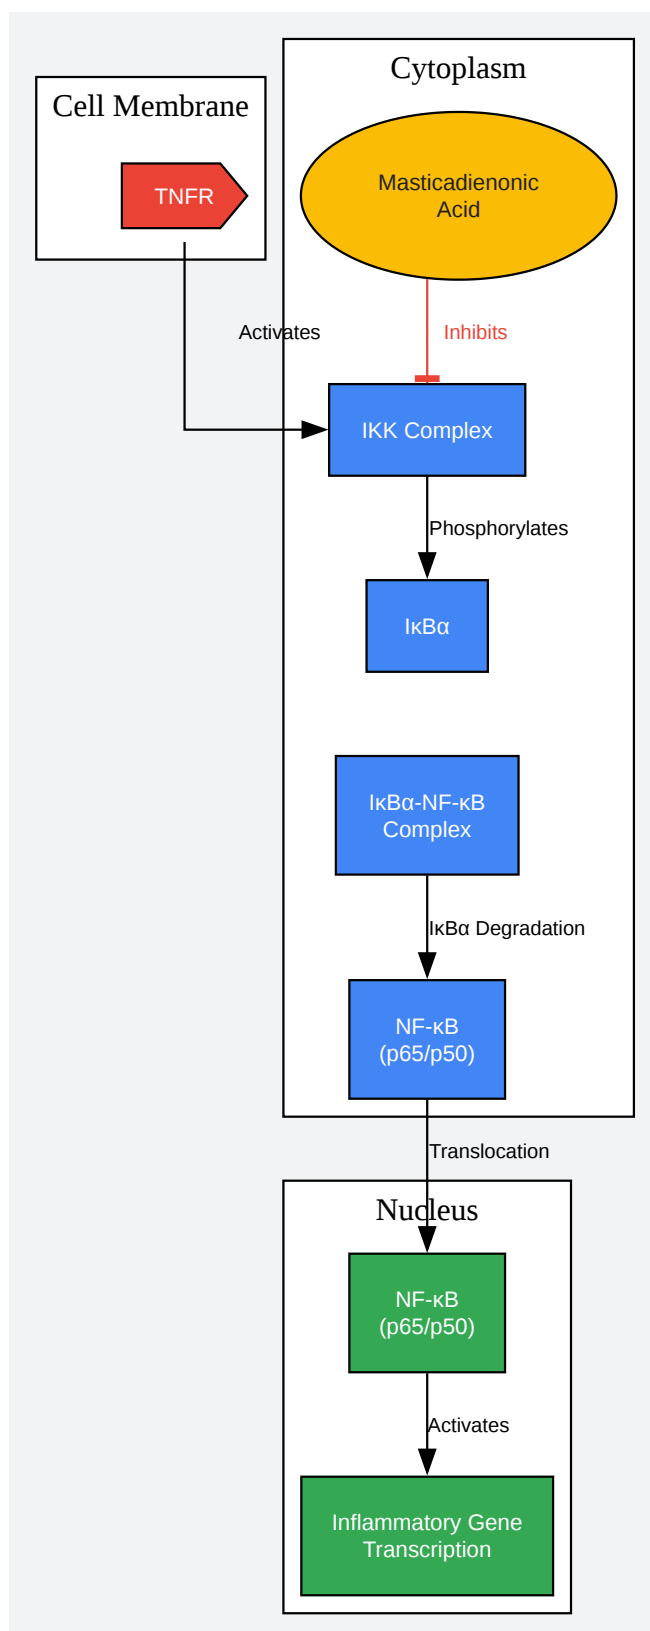 Cytoplasm
Cell Membrane
TNFR
Masticadienonic
Acid
Activates
Inhibits
IKK Complex
Phosphorylates
IκBα
IκBα-NF-κB
Complex
IκBα Degradation
NF-κB
(p65/p50)
Translocation
Nucleus
NF-κB
(p65/p50)
Activates
Inflammatory Gene
Transcription